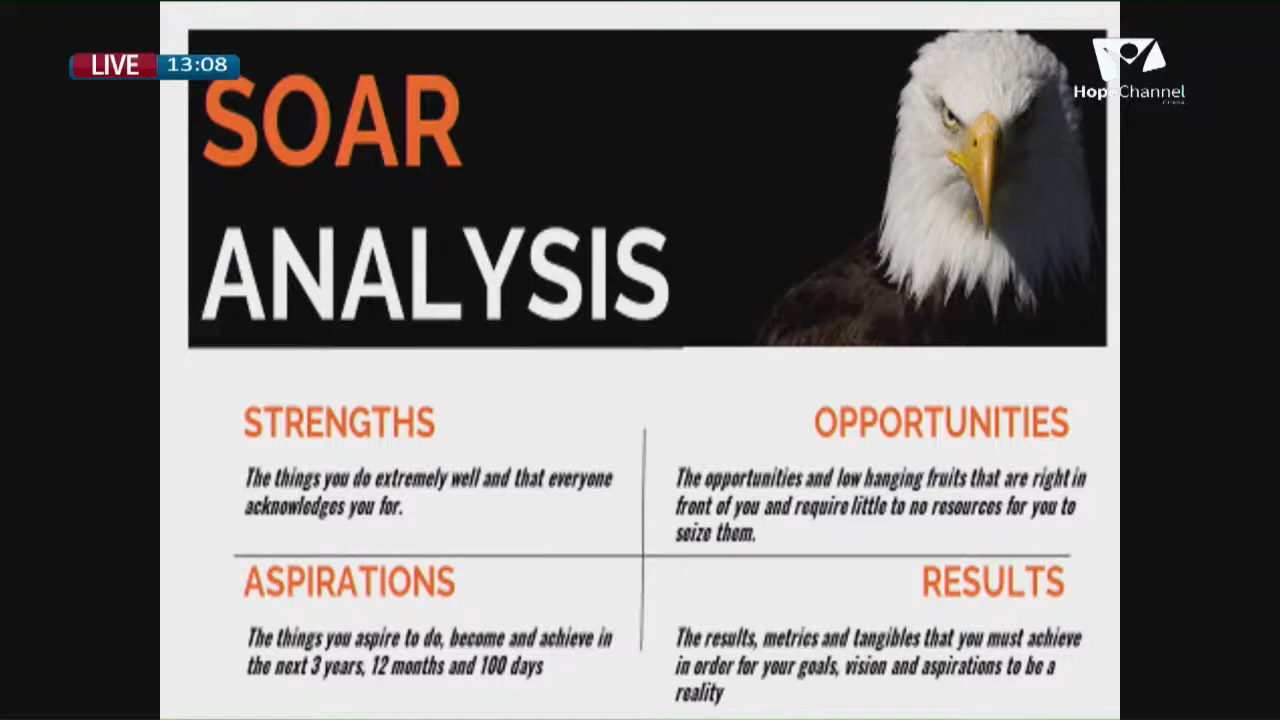 LIVE 13:08
HopeChannel
GHANA
SOAR
ANALYSIS
STRENGTHS
The things you do extremely well and that everyone
acknowledges you for.
OPPORTUNITIES
The opportunities and low hanging fruits that are right in
front of you and require little to no resources for you to
seize them.
ASPIRATIONS
The things you aspire to do, become and achieve in
the next 3 years, 12 months and 100 days
RESULTS
The results, metrics and tangibles that you must achieve
in order for your goals, vision and aspirations to be a
reality